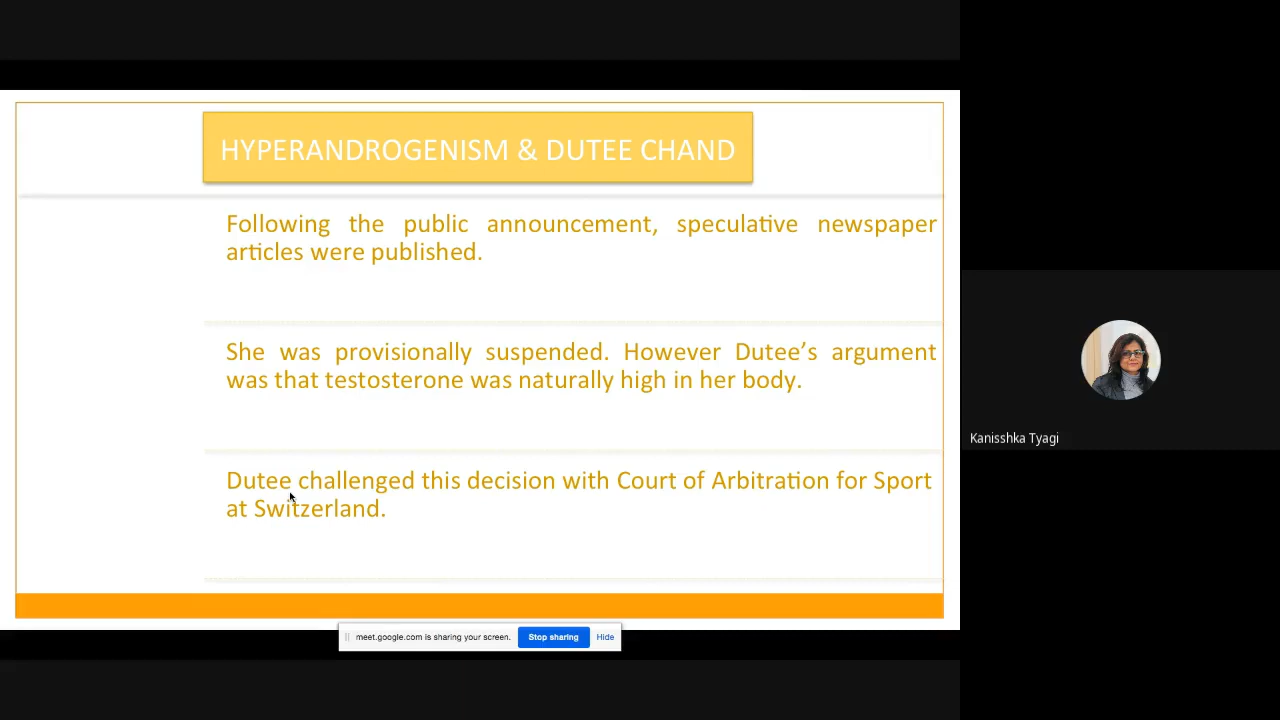 HYPERANDROGENISM & DUTEE CHAND
Following the public announcement, speculative newspaper
articles were published.
She was provisionally suspended. However Dutee’s argument
was that testosterone was naturally high in her body.
Dutee challenged this decision with Court of Arbitration for Sport
at Switzerland.
Kanisshka Tyagi
meet.google.com is sharing your screen. Stop sharing Hide